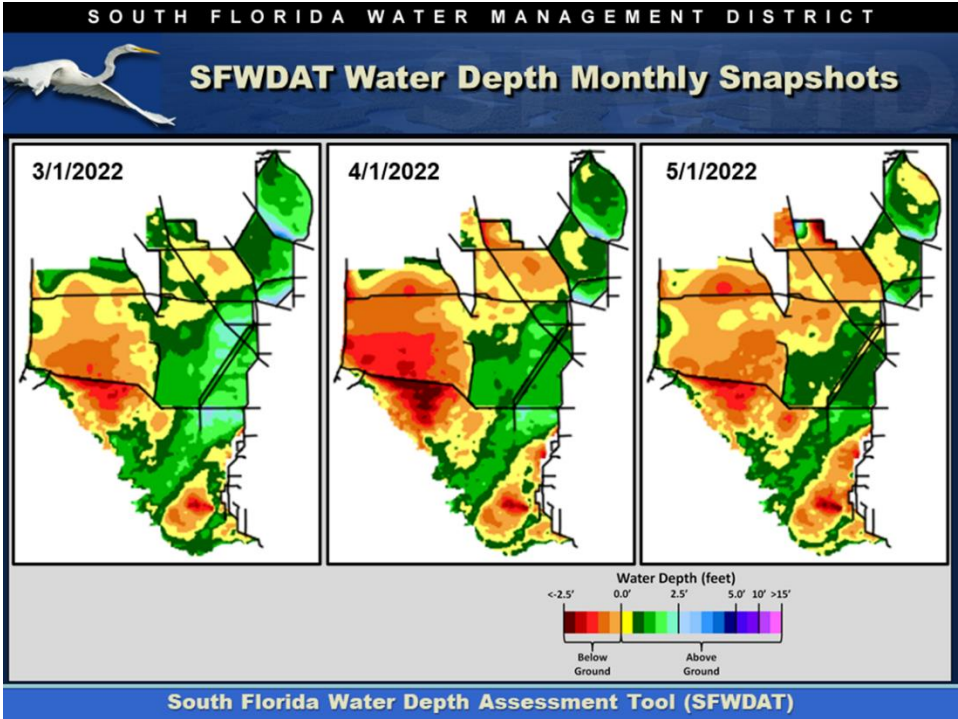 SOUTH FLORIDA WATER MANAGEMENT DISTRICT
SFWDAT Water Depth Monthly Snapshots
3/1/2022
4/1/2022
5/1/2022
Water Depth (feet)
<-2.5' 0.0' 2.5' 5.0' 10' >15'
Below Ground
Above Ground
South Florida Water Depth Assessment Tool (SFWDAT)